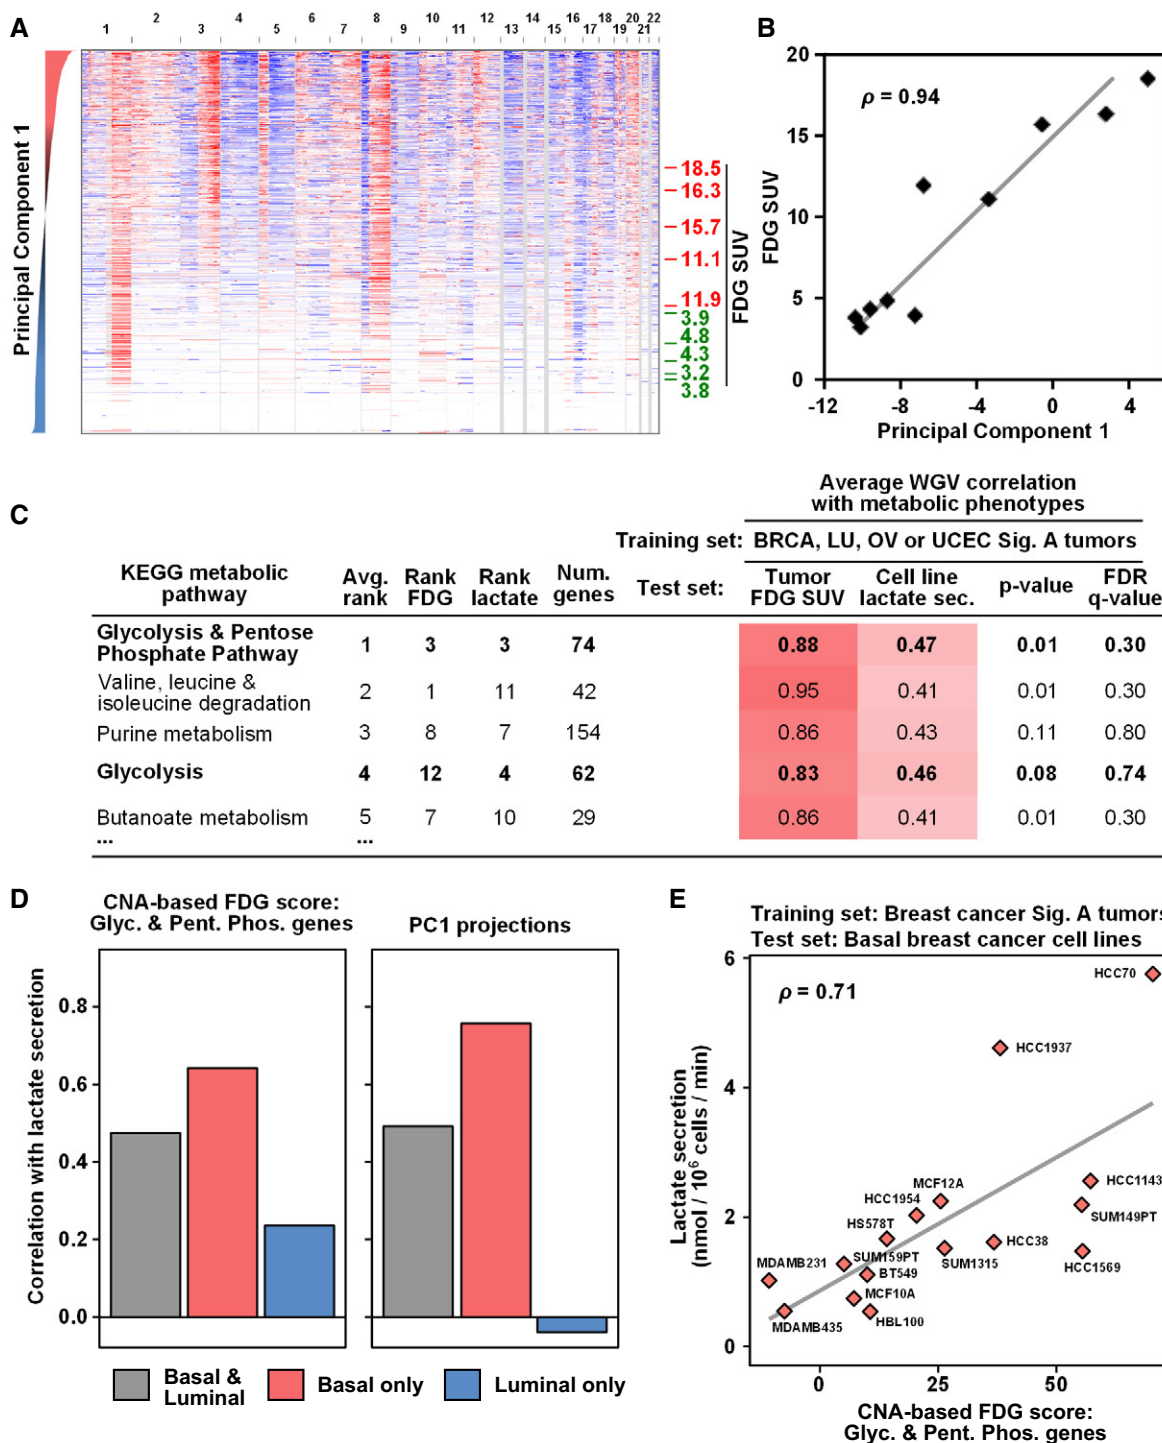 A
1 2 3 4 5 6 7 8 9 10 11 12 13 14 15 16 17 18 19 20 21 22
Principal Component 1
18.5
16.3
15.7
11.1
11.9
3.9
4.8
4.3
3.2
3.8
FDG SUV
B
20
15
10
5
0
FDG SUV
ρ = 0.94
-12 -8 -4 0 4
Principal Component 1
C
Average WGV correlation
with metabolic phenotypes
Training set: BRCA, LU, OV or UCEC Sig. A tumors
KEGG metabolic pathway Avg. rank Rank FDG Rank lactate Num. genes Test set: Tumor FDG SUV Cell line lactate sec. p-value FDR q-value
Glycolysis & Pentose
Phosphate Pathway 1 3 3 74 0.88 0.47 0.01 0.30
Valine, leucine &
isoleucine degradation 2 1 11 42 0.95 0.41 0.01 0.30
Purine metabolism 3 8 7 154 0.86 0.43 0.11 0.80
Glycolysis 4 12 4 62 0.83 0.46 0.08 0.74
Butanoate metabolism 5 7 10 29 0.86 0.41 0.01 0.30
... ...
D
CNA-based FDG score:
Glyc. & Pent. Phos. genes
PC1 projections
Correlation with lactate secretion
0.8
0.6
0.4
0.2
0.0
Basal &
Luminal
Basal only
Luminal only
E
Training set: Breast cancer Sig. A tumors
Test set: Basal breast cancer cell lines
6
4
2
0
Lactate secretion
(nmol / 10⁶ cells / min)
ρ = 0.71
HCC70
HCC1937
MCF12A
HCC1954
HS578T
HCC1143
SUM149PT
HCC38
SUM1315
HCC1569
MDAMB231
SUM159PT
BT549
MCF10A
HBL100
MDAMB435
0 25 50
CNA-based FDG score:
Glyc. & Pent. Phos. genes